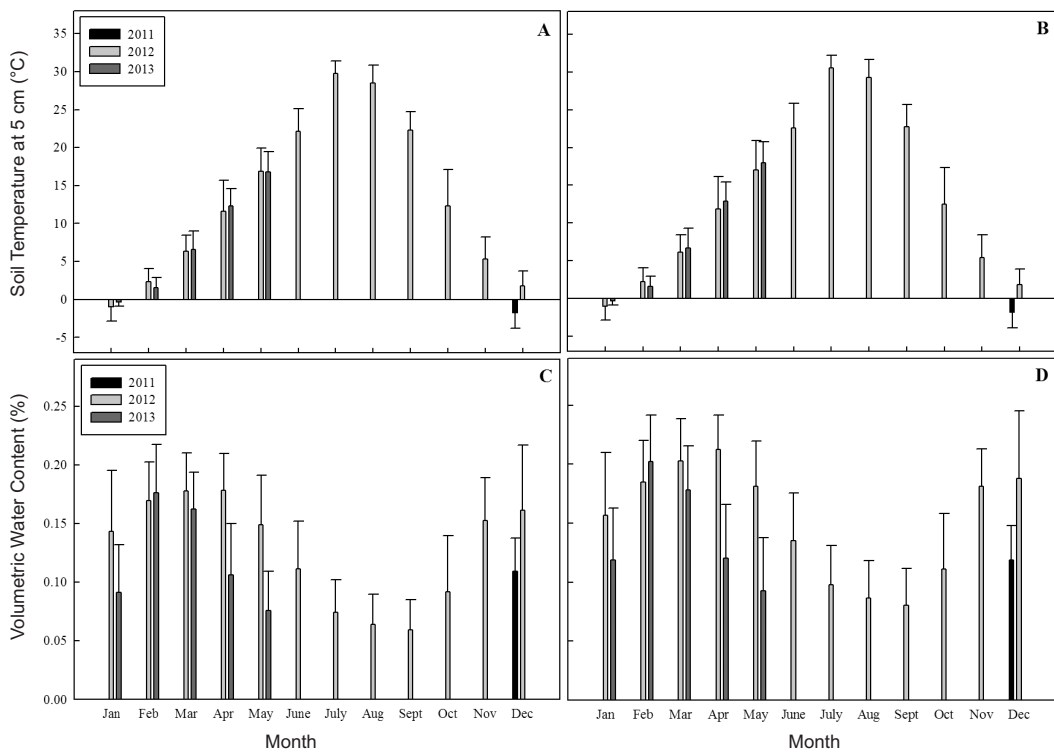 A
B
2011
2012
2013
35
30
25
20
15
10
5
0
-5
Soil Temperature at 5 cm (°C)
C
D
2011
2012
2013
0.25
0.20
0.15
0.10
0.05
0.00
Volumetric Water Content (%)
Jan Feb Mar Apr May June July Aug Sept Oct Nov Dec
Jan Feb Mar Apr May June July Aug Sept Oct Nov Dec
Month
Month